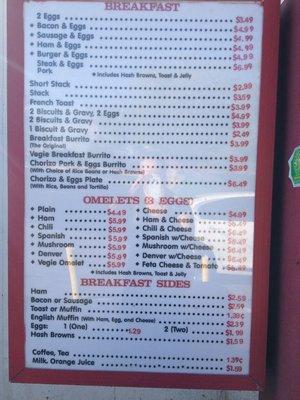 BREAKFAST
2 Eggs $3.49
+ Bacon & Eggs $4.99
+ Sausage & Eggs $4.99
+ Ham & Eggs $4.99
+ Burger & Eggs
Steak & Eggs $6.99
Pork
* Includes Hash Browns, Toast & Jelly
Short Stack $2.99
Stack $3.59
French Toast $3.99
2 Biscuits & Gravy, 2 Eggs $4.99
2 Biscuits & Gravy $3.99
1 Biscuit & Gravy $2.49
Breakfast Burrito $3.99
(The Original)
Vegie Breakfast Burrito $3.99
Chorizo Pork & Eggs Burrito $3.99
(With Choice of Rice Beans or Hash Browns)
Chorizo & Eggs Plate $6.49
(With Rice, Beans and Tortilla)
OMELETS (3 EGGS)
+ Plain $4.49 + Cheese $4.99
+ Ham $5.99 + Ham & Cheese $6.49
+ Chili $5.99 + Chili & Cheese $6.49
+ Spanish $5.99 + Spanish w/Cheese $6.49
+ Mushroom $5.99 + Mushroom w/Cheese $6.49
+ Denver $5.99 + Denver w/Cheese $6.49
+ Vegie Omelet $5.99 + Feta Cheese & Tomato $6.49
* Includes Hash Browns, Toast & Jelly
BREAKFAST SIDES
Ham $2.59
Bacon or Sausage $2.59
Toast or Muffin 1.39¢
English Muffin (With Ham, Egg, and Cheese) $2.39
Eggs: 1 (One) 1.29 2 (Two) $1.99
Hash Browns $1.59
Coffee, Tea 1.39¢
Milk, Orange Juice $1.59